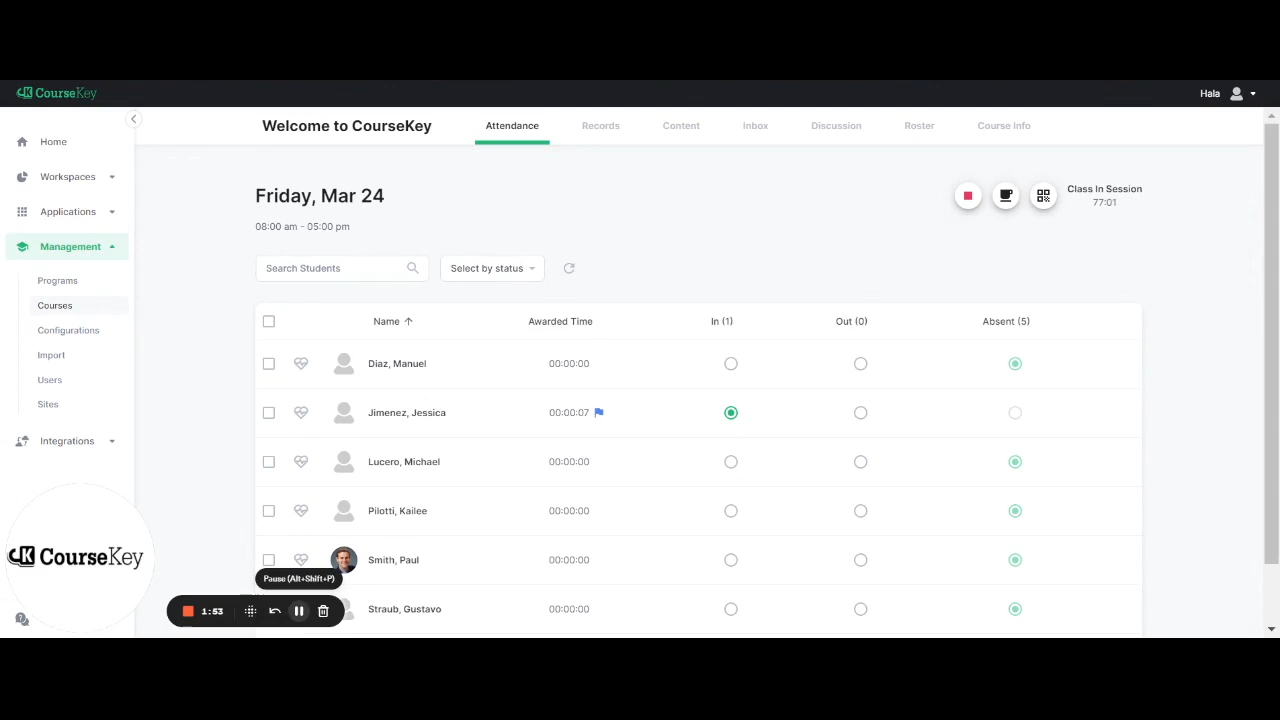 CourseKey
Hala
Welcome to CourseKey
Attendance
Records
Content
Inbox
Discussion
Roster
Course Info
Home
Workspaces
Applications
Management
Programs
Courses
Configurations
Import
Users
Sites
Integrations
Friday, Mar 24
08:00 am - 05:00 pm
Class In Session
77:01
Search Students
Select by status
Name Awarded Time In (1) Out (0) Absent (5)
Diaz, Manuel 00:00:00
Jimenez, Jessica 00:00:07
Lucero, Michael 00:00:00
Pilotti, Kailee 00:00:00
Smith, Paul 00:00:00
Straub, Gustavo 00:00:00
CourseKey
Pause (Alt+Shift+P)
1:53